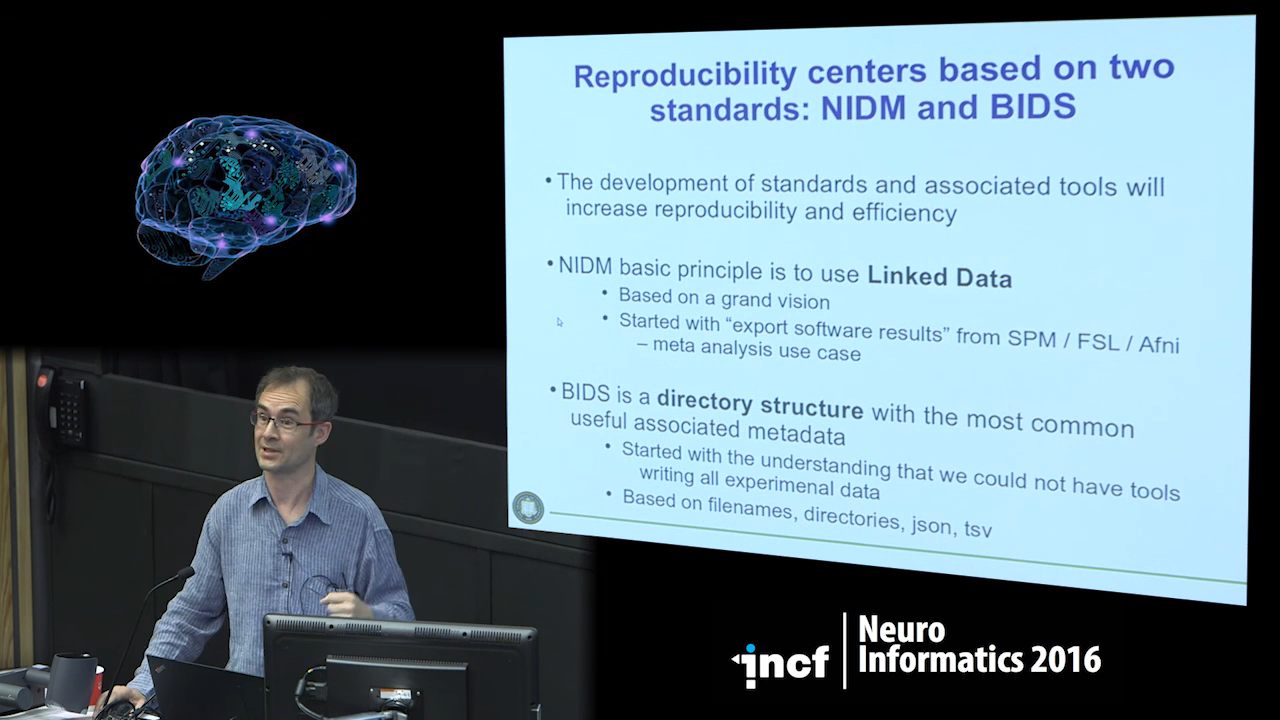 Reproducibility centers based on two
standards: NIDM and BIDS
• The development of standards and associated tools will
increase reproducibility and efficiency
• NIDM basic principle is to use Linked Data
• Based on a grand vision
• Started with “export software results” from SPM / FSL / Afni
– meta analysis use case
• BIDS is a directory structure with the most common
useful associated metadata
• Started with the understanding that we could not have tools
writing all experimenal data
• Based on filenames, directories, json, tsv
incf
Neuro
Informatics 2016